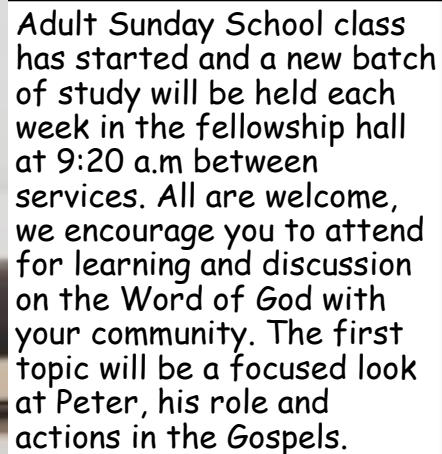 Adult Sunday School class
has started and a new batch
of study will be held each
week in the fellowship hall
at 9:20 a.m between
services. All are welcome,
we encourage you to attend
for learning and discussion
on the Word of God with
your community. The first
topic will be a focused look
at Peter, his role and
actions in the Gospels.